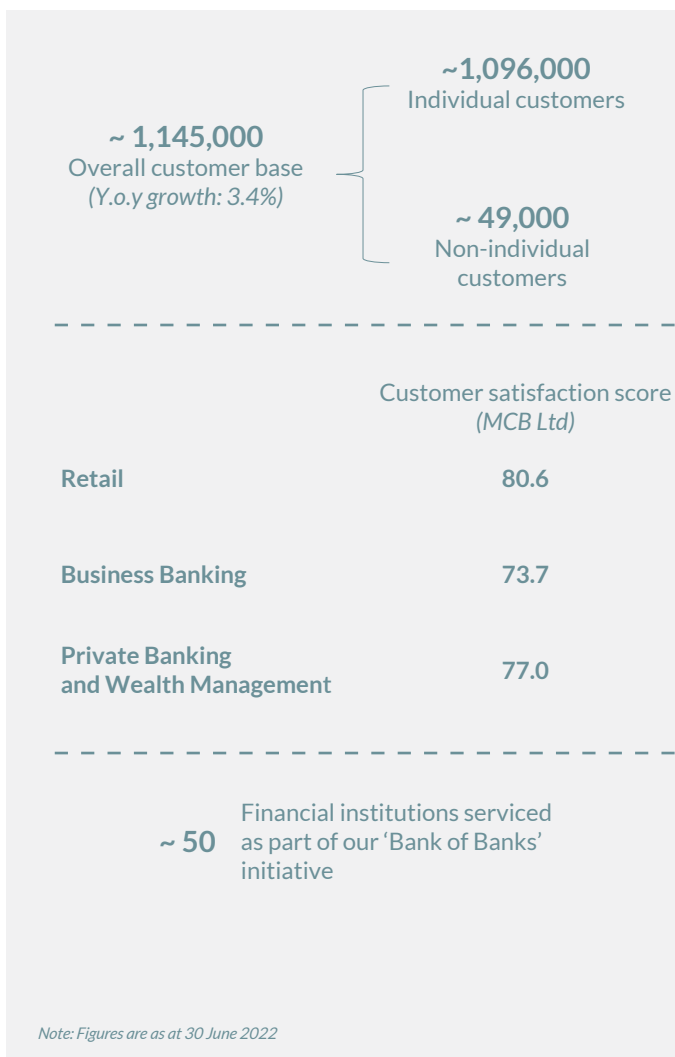 ~1,096,000
Individual customers
~ 1,145,000
Overall customer base
(Y.o.y growth: 3.4%)
~ 49,000
Non-individual
customers
Customer satisfaction score
(MCB Ltd)
Retail 80.6
Business Banking 73.7
Private Banking
and Wealth Management 77.0
~ 50
Financial institutions serviced
as part of our ‘Bank of Banks’
initiative
Note: Figures are as at 30 June 2022